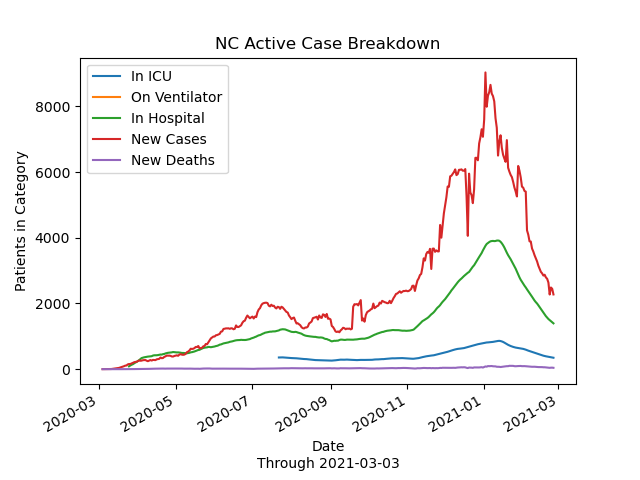 NC Active Case Breakdown
In ICU
On Ventilator
In Hospital
New Cases
New Deaths
Patients in Category
8000
6000
4000
2000
0
2020-03
2020-05
2020-07
2020-09
2020-11
2021-01
2021-03
Date
Through 2021-03-03